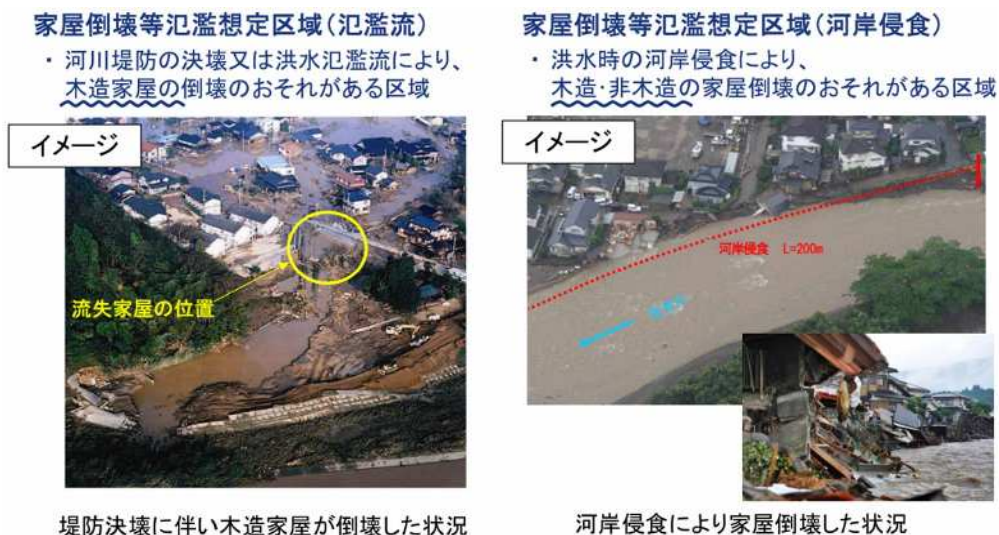 家屋倒壊等氾濫想定区域(氾濫流)
・ 河川堤防の決壊又は洪水氾濫流により、
木造家屋の倒壊のおそれがある区域
イメージ
流失家屋の位置
堤防決壊に伴い木造家屋が倒壊した状況
家屋倒壊等氾濫想定区域(河岸侵食)
・ 洪水時の河岸侵食により、
木造・非木造の家屋倒壊のおそれがある区域
イメージ
河岸侵食 L=200m
河岸侵食により家屋倒壊した状況